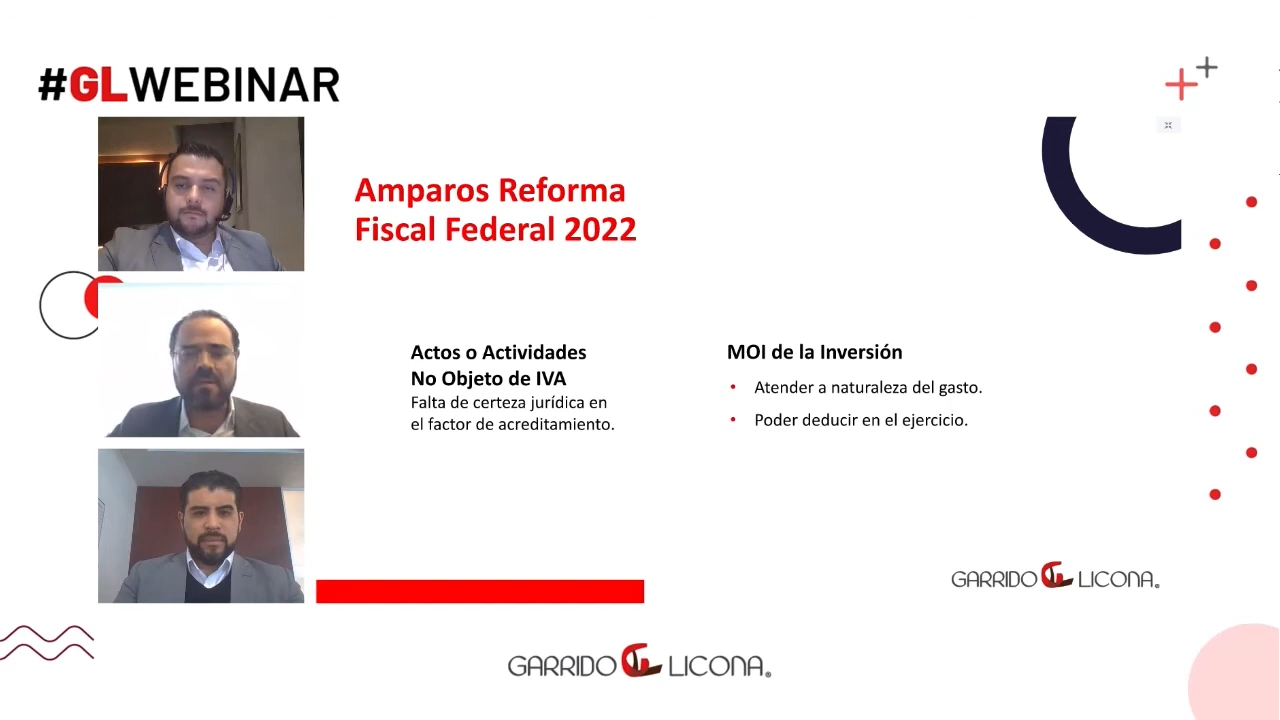 #GLWEBINAR
Amparos Reforma
Fiscal Federal 2022
Actos o Actividades
No Objeto de IVA
Falta de certeza jurídica en
el factor de acreditamiento.
MOI de la Inversión
• Atender a naturaleza del gasto.
• Poder deducir en el ejercicio.
GARRIDO GL LICONA®
GARRIDO GL LICONA®